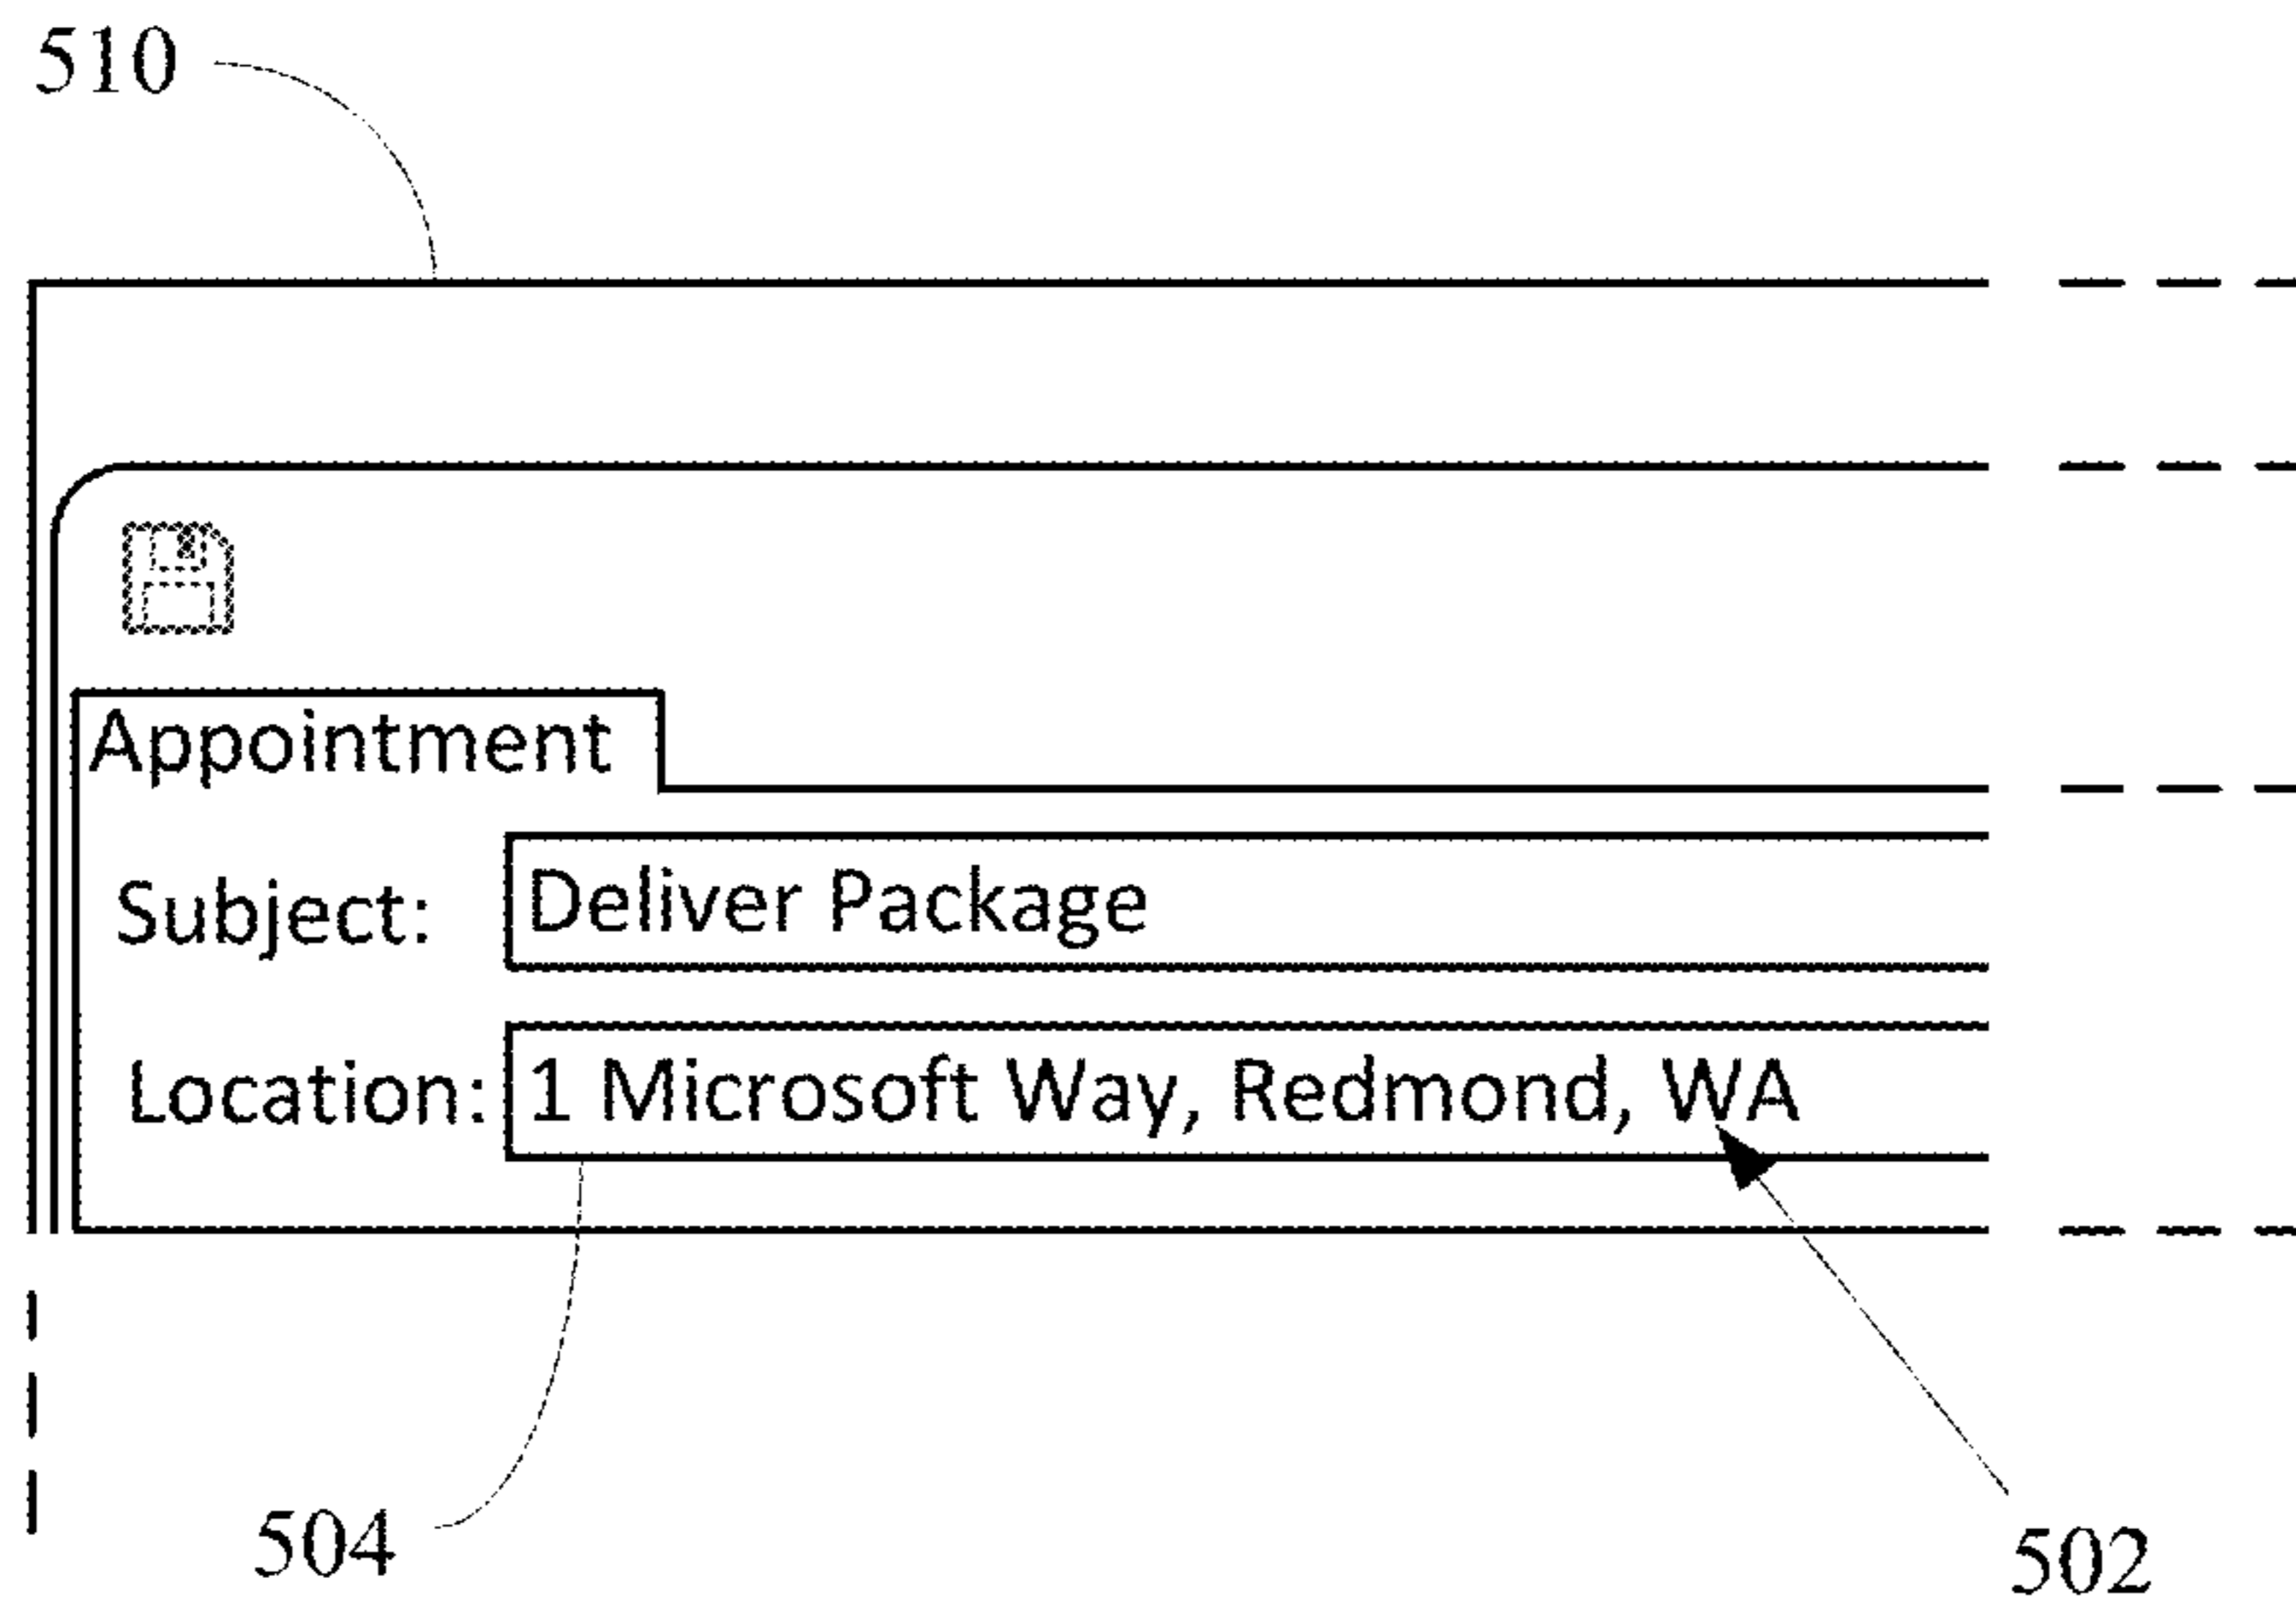 510
Appointment
Subject: Deliver Package
Location: 1 Microsoft Way, Redmond, WA
504
502